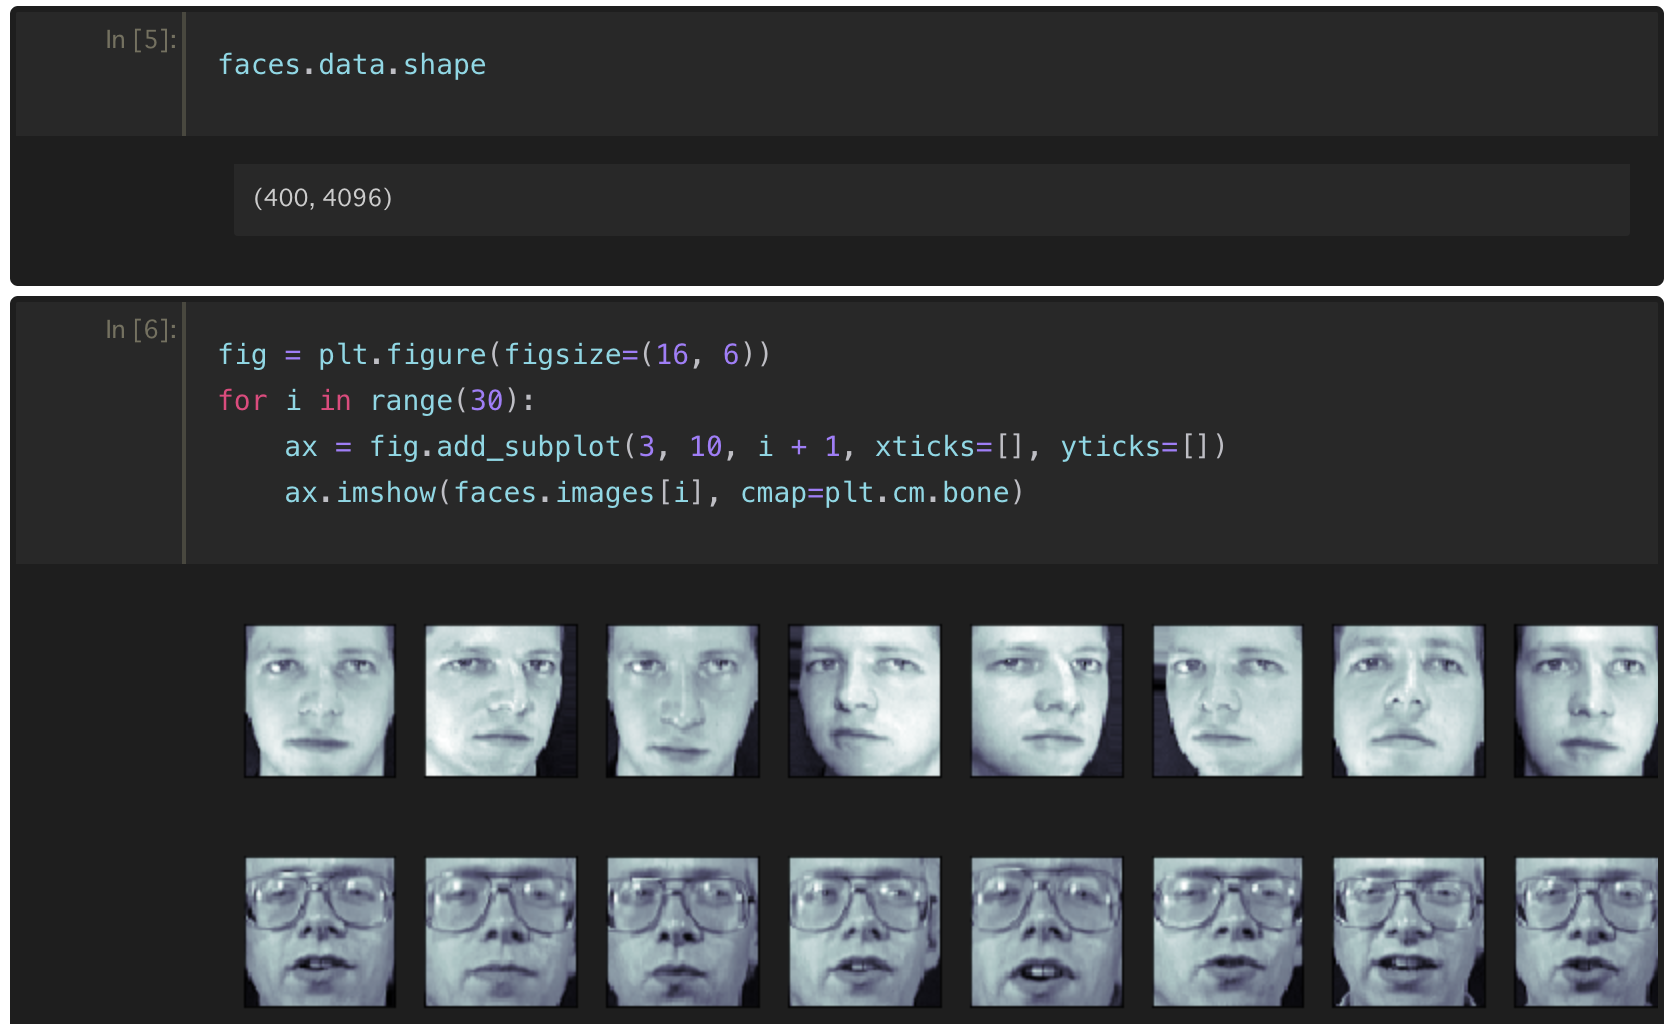 In [5]:
faces.data.shape
(400, 4096)
In [6]:
fig = plt.figure(figsize=(16, 6))
for i in range(30):
    ax = fig.add_subplot(3, 10, i + 1, xticks=[], yticks=[])
    ax.imshow(faces.images[i], cmap=plt.cm.bone)